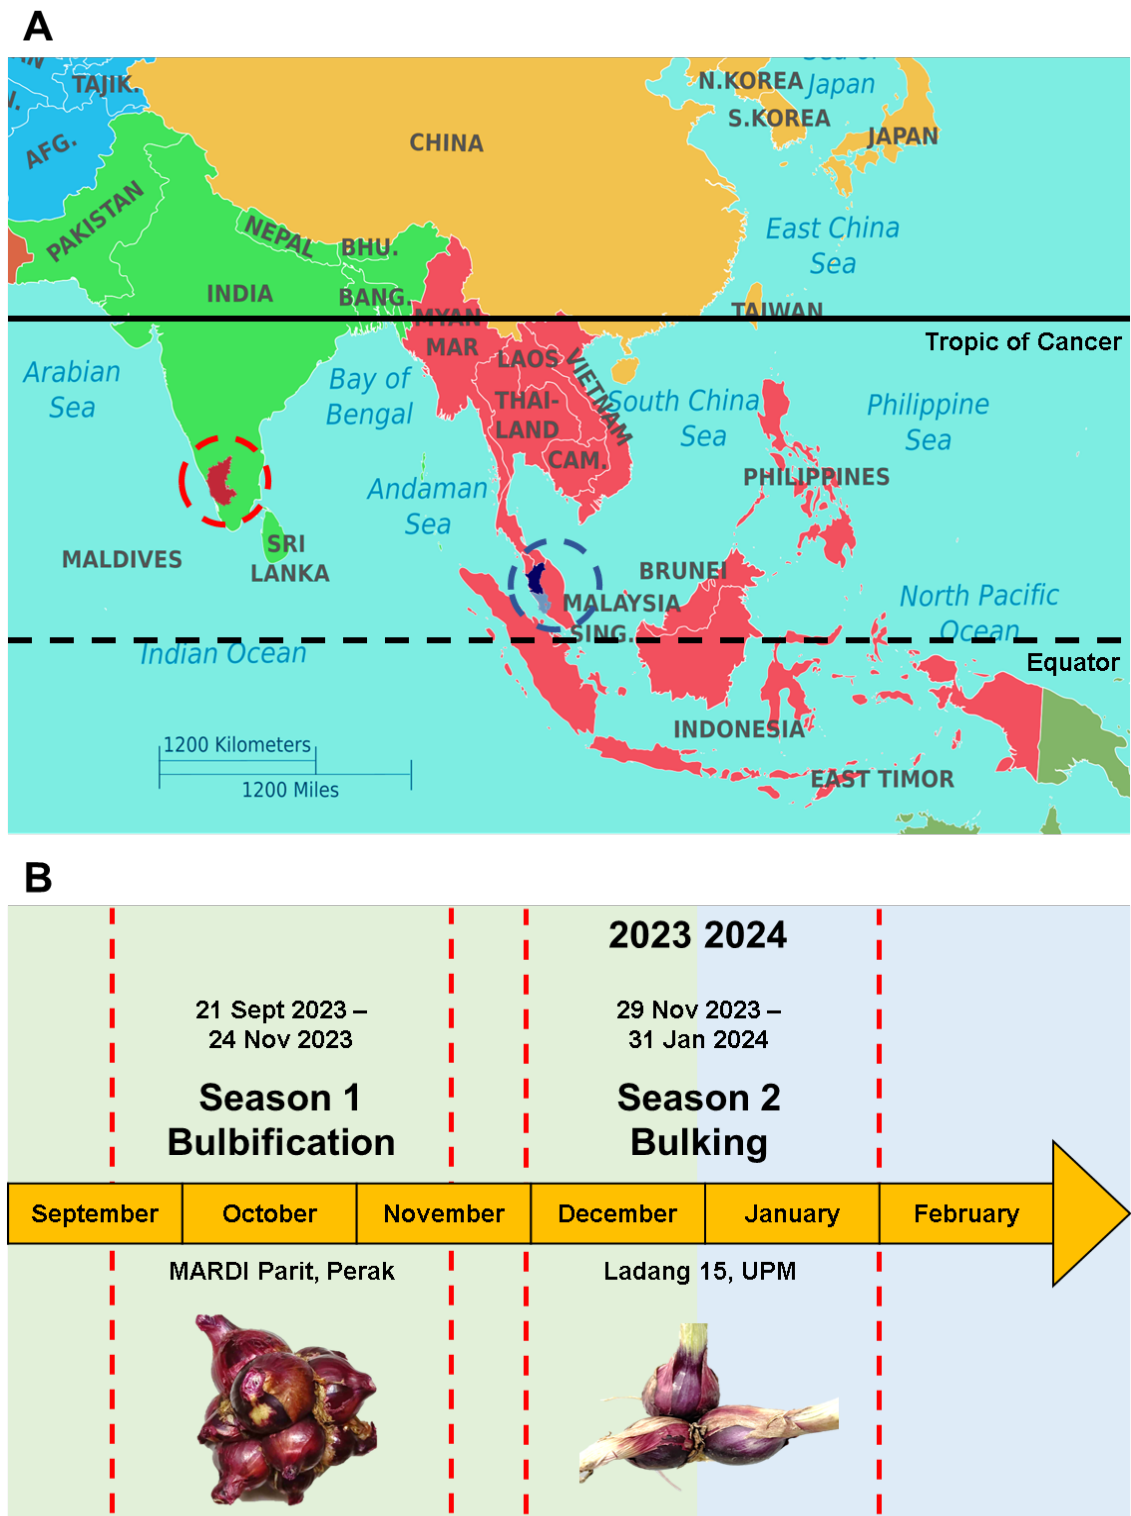 A
TAJIK.
AFG.
PAKISTAN
NEPAL
BHU.
INDIA
BANG.
CHINA
N.KOREA
S.KOREA
Japan
JAPAN
East China
Sea
TAIWAN
Tropic of Cancer
MYAN
MAR
LAOS
VIETNAM
THAI-
LAND
CAM.
Arabian
Sea
Bay of
Bengal
South China
Sea
Philippine
Sea
PHILIPPINES
Andaman
Sea
SRI
LANKA
MALDIVES
BRUNEI
MALAYSIA
SING.
North Pacific
Ocean
Indian Ocean
Equator
INDONESIA
EAST TIMOR
1200 Kilometers
1200 Miles
B
2023 2024
21 Sept 2023 –
24 Nov 2023
29 Nov 2023 –
31 Jan 2024
Season 1
Bulbification
Season 2
Bulking
September
October
November
December
January
February
MARDI Parit, Perak
Ladang 15, UPM